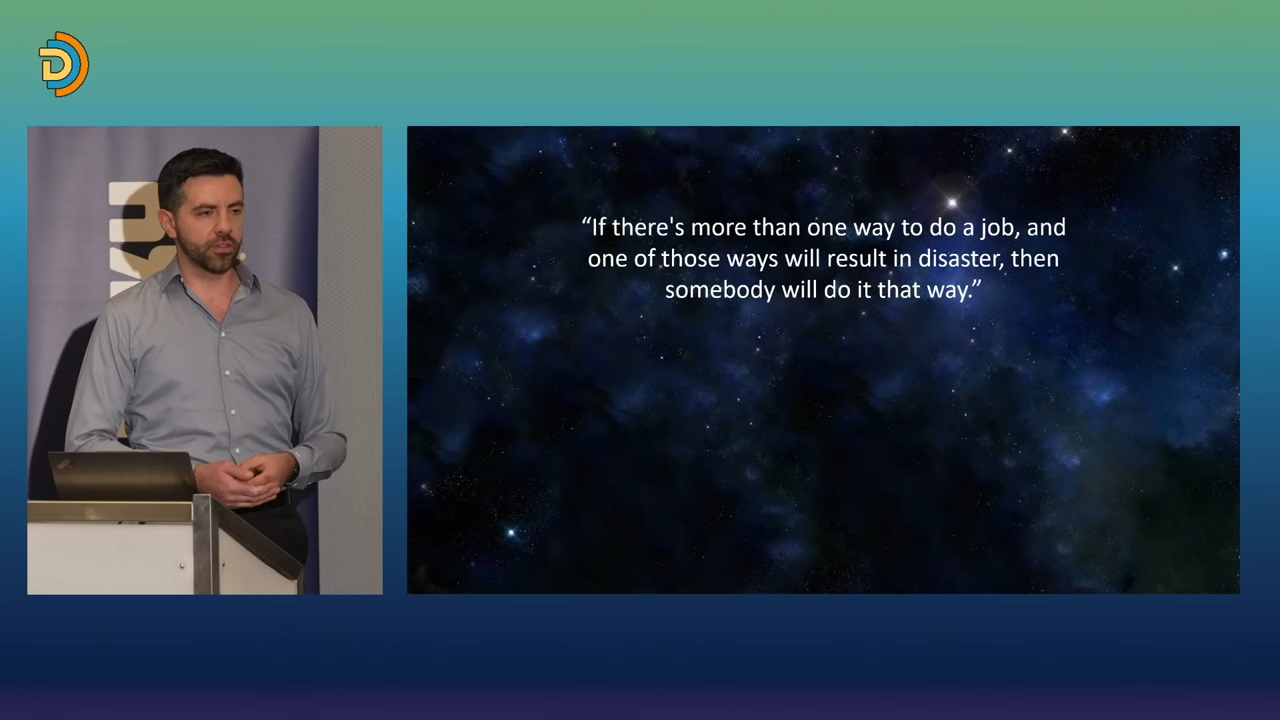 “If there's more than one way to do a job, and
one of those ways will result in disaster, then
somebody will do it that way.”